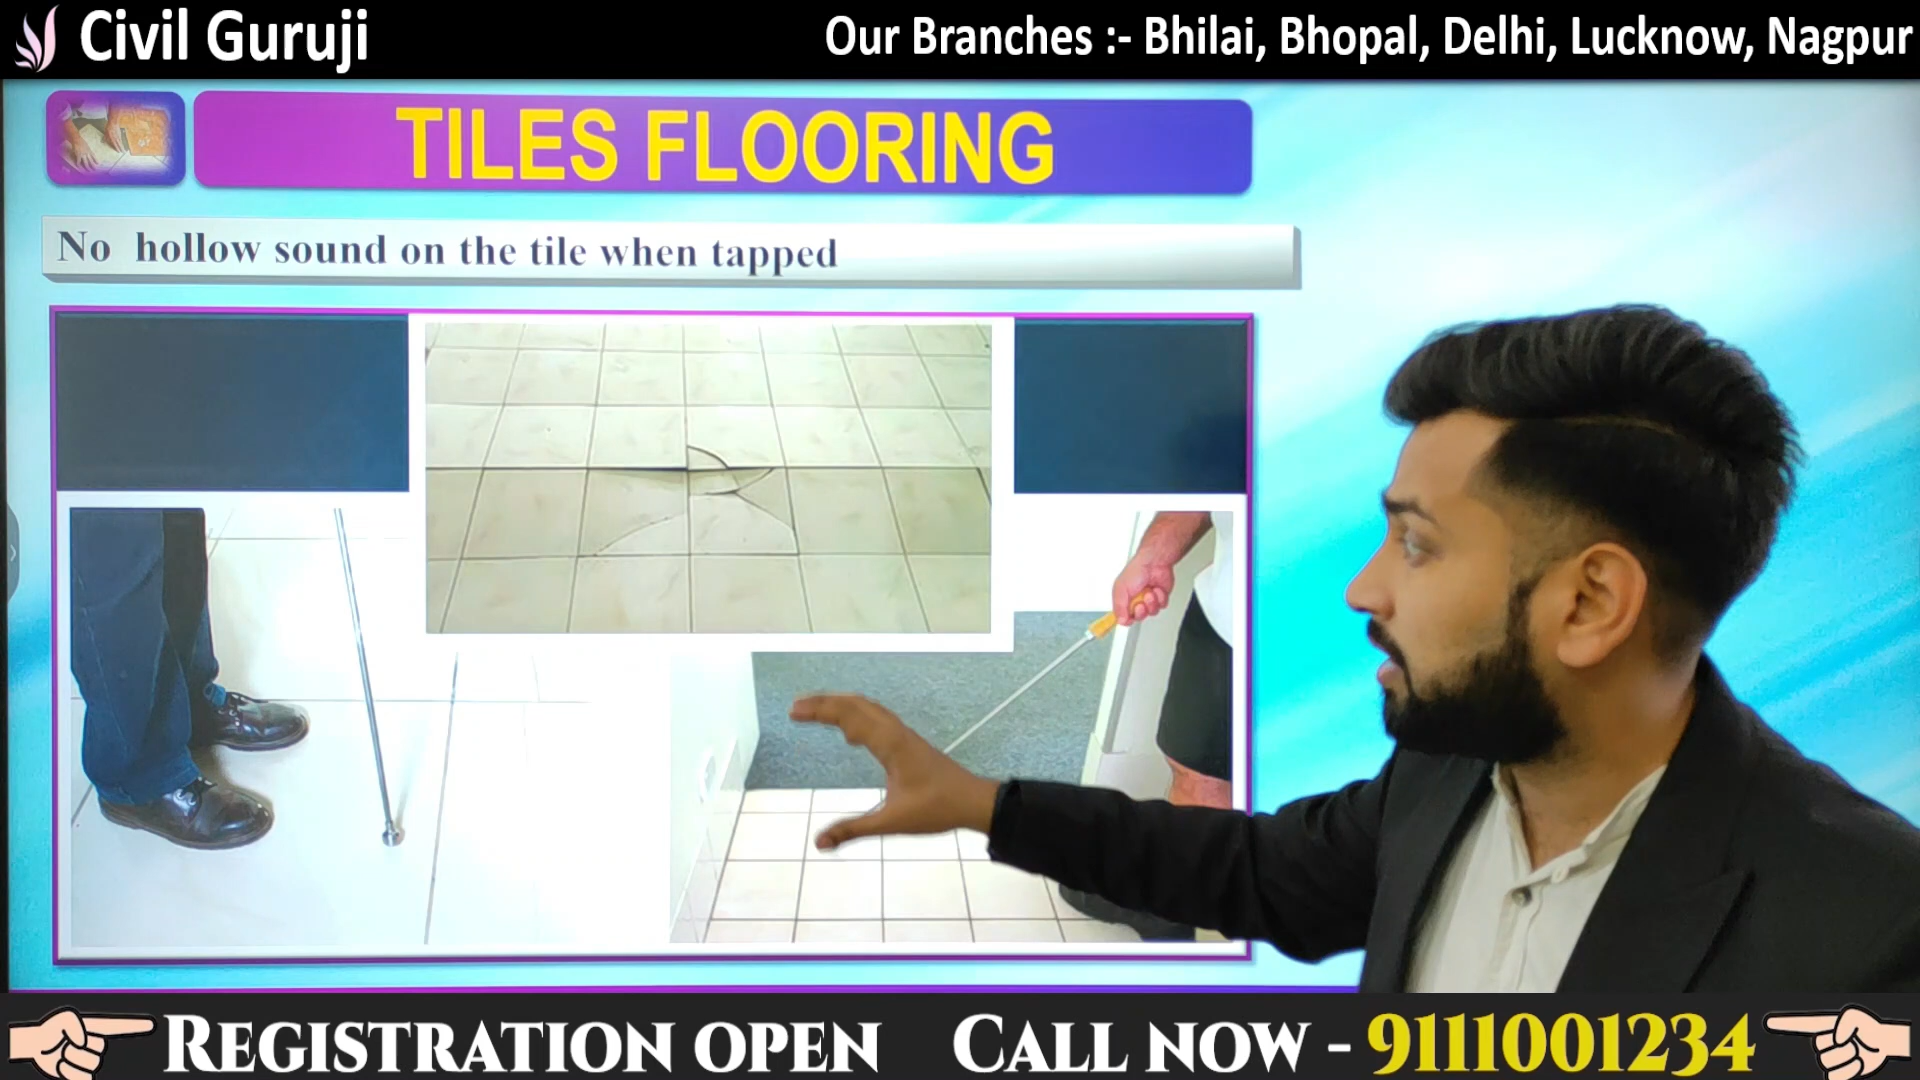 Civil Guruji
Our Branches :- Bhilai, Bhopal, Delhi, Lucknow, Nagpur
TILES FLOORING
No hollow sound on the tile when tapped
REGISTRATION OPEN CALL NOW - 9111001234